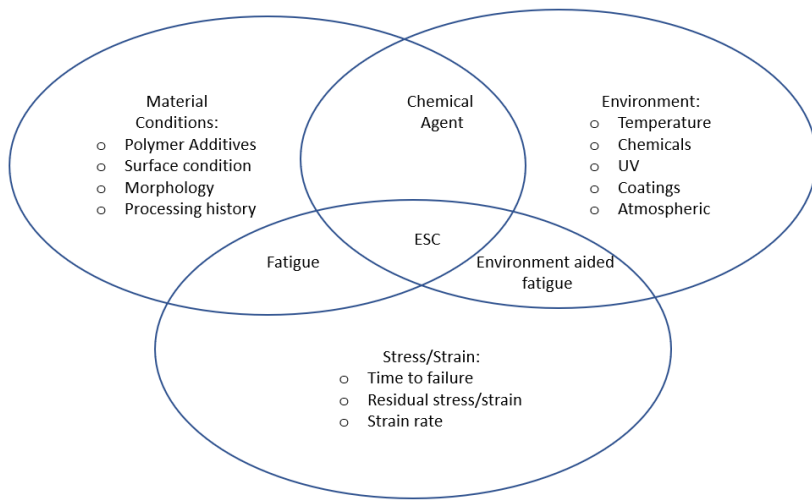 Material
Conditions:
o Polymer Additives
o Surface condition
o Morphology
o Processing history
Chemical
Agent
Environment:
o Temperature
o Chemicals
o UV
o Coatings
o Atmospheric
Fatigue
ESC
Environment aided
fatigue
Stress/Strain:
o Time to failure
o Residual stress/strain
o Strain rate